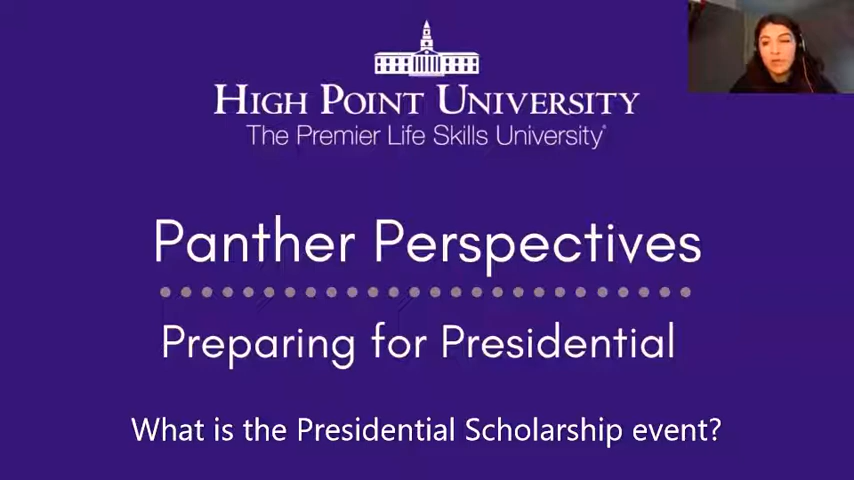 HIGH POINT UNIVERSITY
The Premier Life Skills University®
Panther Perspectives
Preparing for Presidential
What is the Presidential Scholarship event?